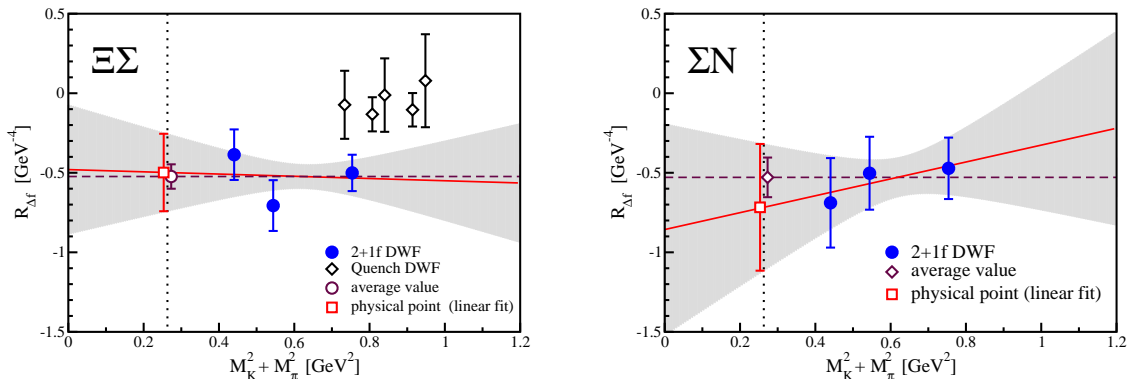 0.5
0
-0.5
-1
-1.5
R_Δf [GeV^-4]
ΞΣ
2+1f DWF
Quench DWF
average value
physical point (linear fit)
0 0.2 0.4 0.6 0.8 1 1.2
M_K^2 + M_π^2 [GeV^2]
0.5
0
-0.5
-1
-1.5
R_Δf [GeV^-4]
ΣN
2+1f DWF
average value
physical point (linear fit)
0 0.2 0.4 0.6 0.8 1 1.2
M_K^2 + M_π^2 [GeV^2]